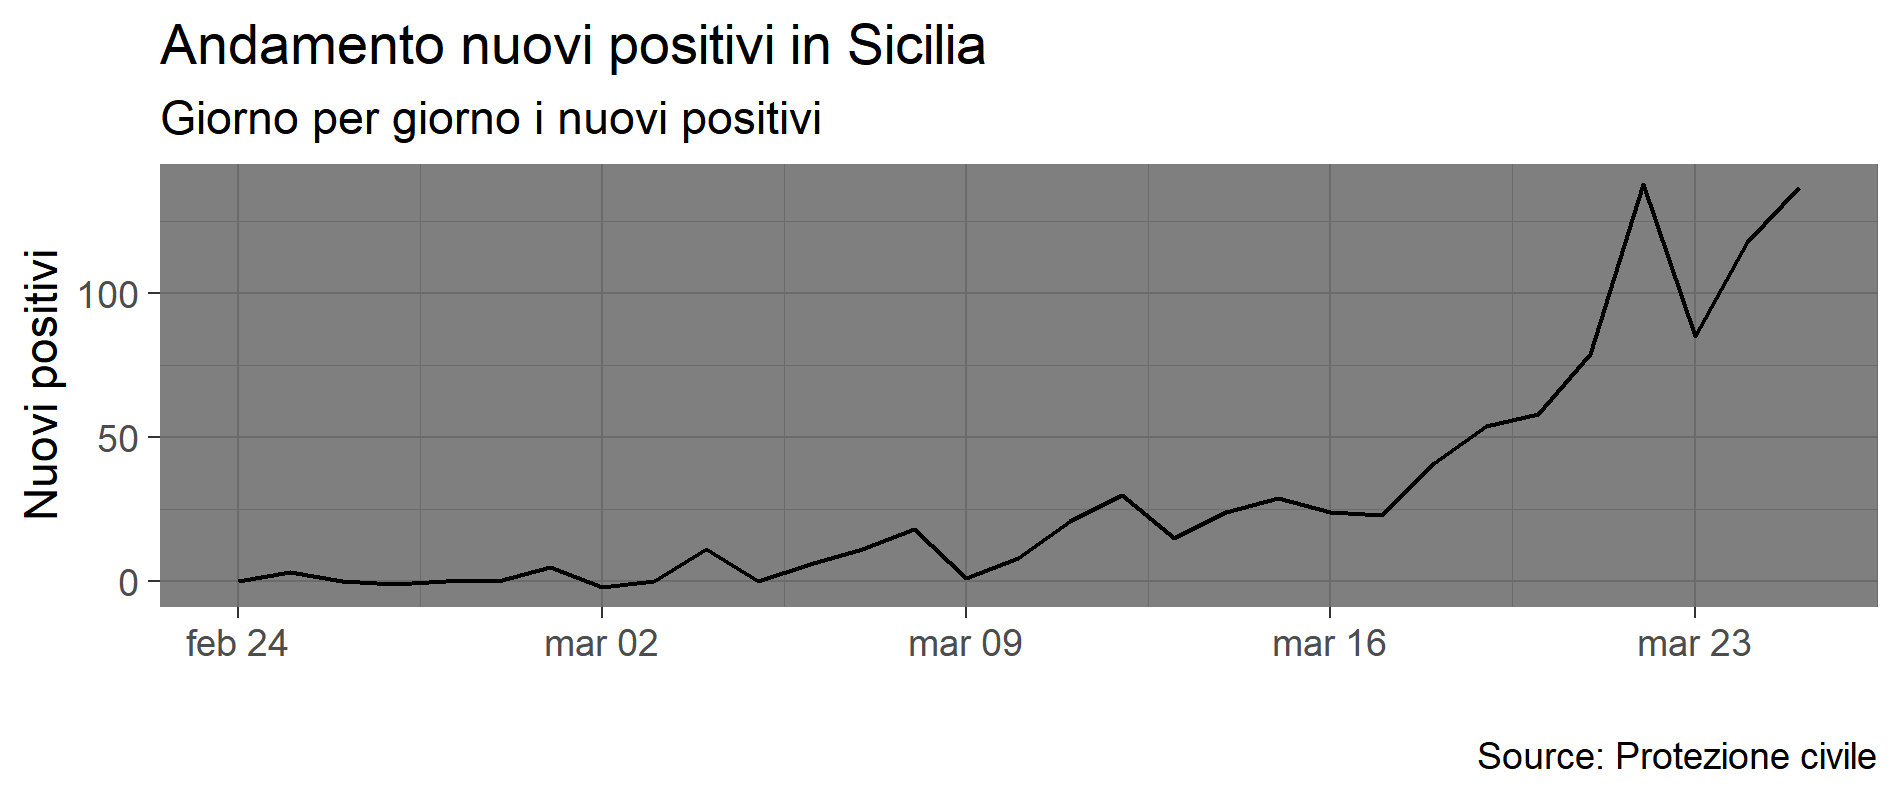 Andamento nuovi positivi in Sicilia
Giorno per giorno i nuovi positivi
Nuovi positivi
100
50
0
feb 24
mar 02
mar 09
mar 16
mar 23
Source: Protezione civile